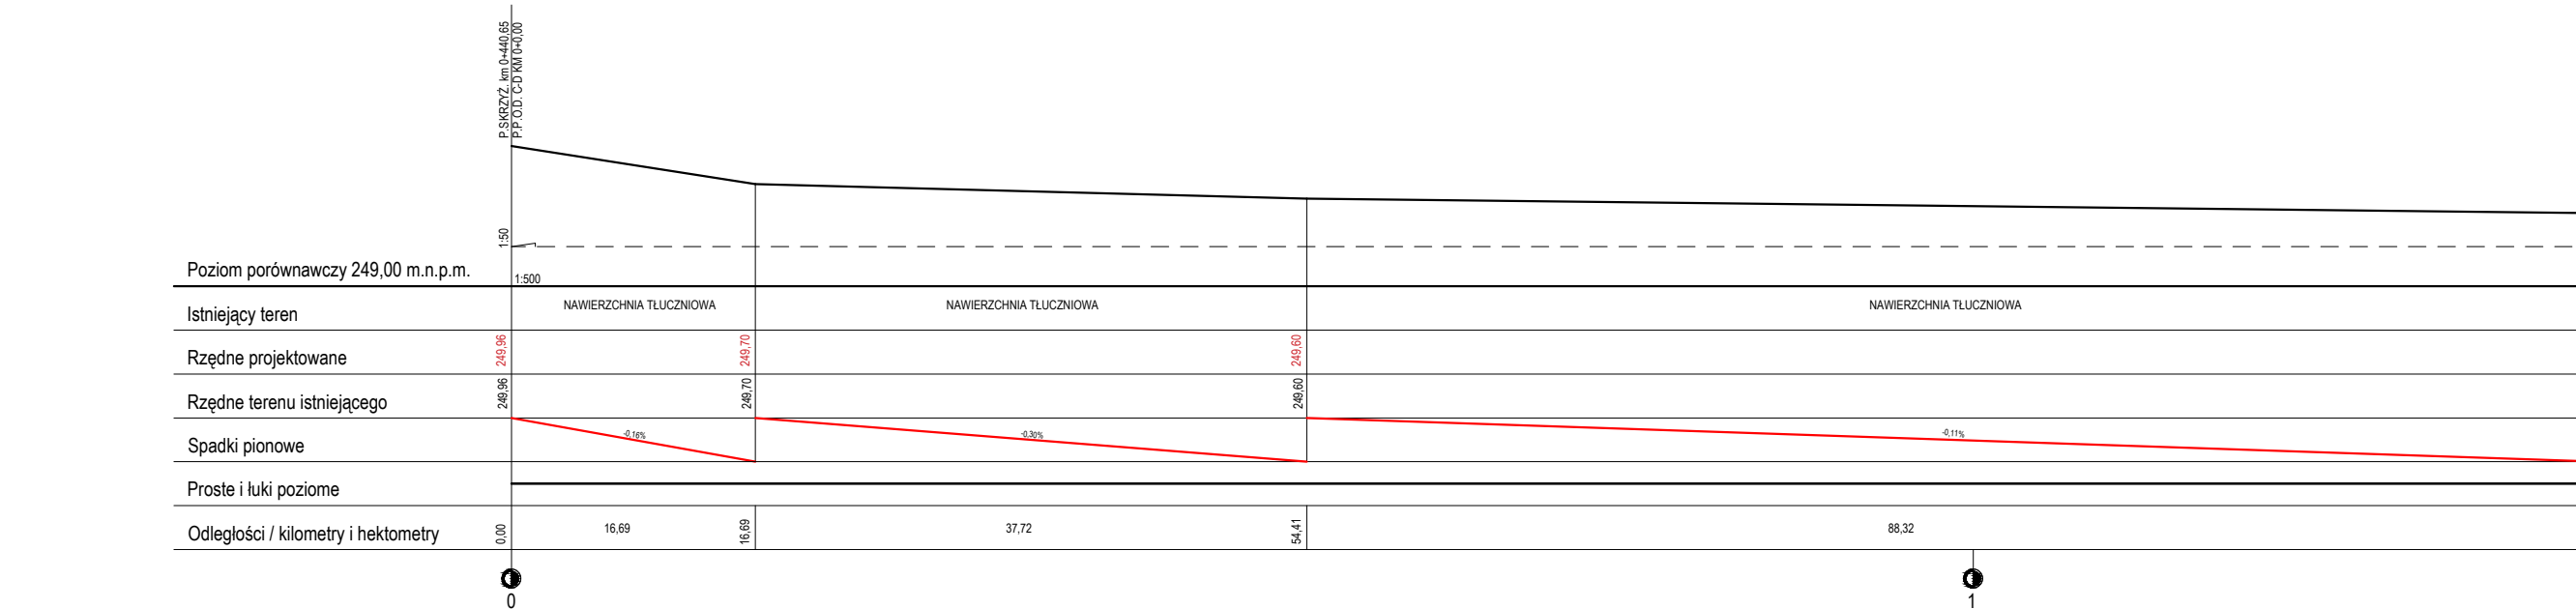 P.SKRZYŻ. km 0+440,65
P.P.O.D. C-D KM 0+0,00
1:50
Poziom porównawczy 249,00 m.n.p.m.
1:500
Istniejący teren
NAWIERZCHNIA TŁUCZNIOWA
NAWIERZCHNIA TŁUCZNIOWA
NAWIERZCHNIA TŁUCZNIOWA
Rzędne projektowane
249,96
249,70
249,60
Rzędne terenu istniejącego
249,96
249,70
249,60
Spadki pionowe
-0,16%
-0,30%
-0,11%
Proste i łuki poziome
Odległości / kilometry i hektometry
0,00
16,69
16,69
37,72
54,41
88,32
0
1